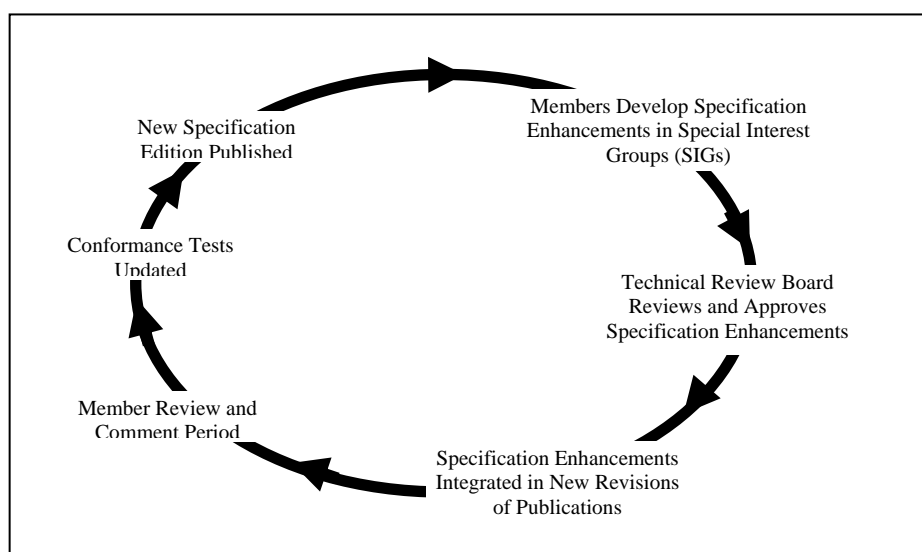 New Specification
Edition Published
Members Develop Specification
Enhancements in Special Interest
Groups (SIGs)
Technical Review Board
Reviews and Approves
Specification Enhancements
Specification Enhancements
Integrated in New Revisions
of Publications
Member Review and
Comment Period
Conformance Tests
Updated